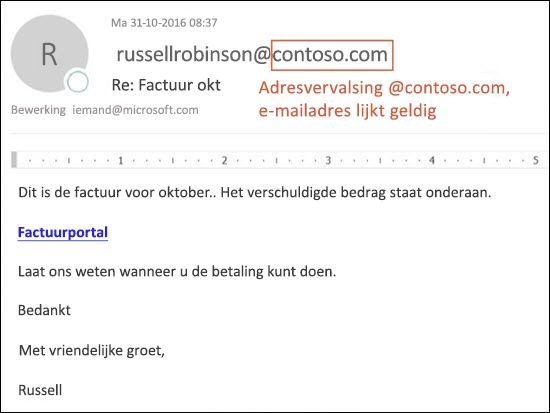 Ma 31-10-2016 08:37
R
russellrobinson@contoso.com
Re: Factuur okt
Adresvervalsing @contoso.com,
e-mailadres lijkt geldig
Bewerking iemand@microsoft.com
1 2 3 4 5
Dit is de factuur voor oktober.. Het verschuldigde bedrag staat onderaan.
Factuurportal
Laat ons weten wanneer u de betaling kunt doen.
Bedankt
Met vriendelijke groet,
Russell